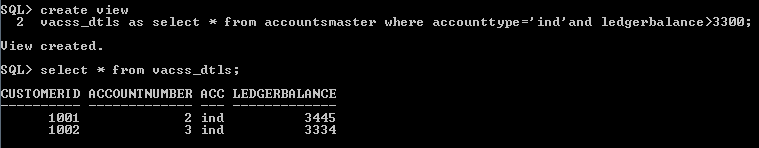 SQL> create view
  2  vacss_dtls as select * from accountsmaster where accounttype='ind'and ledgerbalance>3300;
View created.
SQL> select * from vacss_dtls;
CUSTOMERID ACCOUNTNUMBER ACC LEDGERBALANCE
---------- ------------- --- -------------
      1001             2 ind          3445
      1002             3 ind          3334